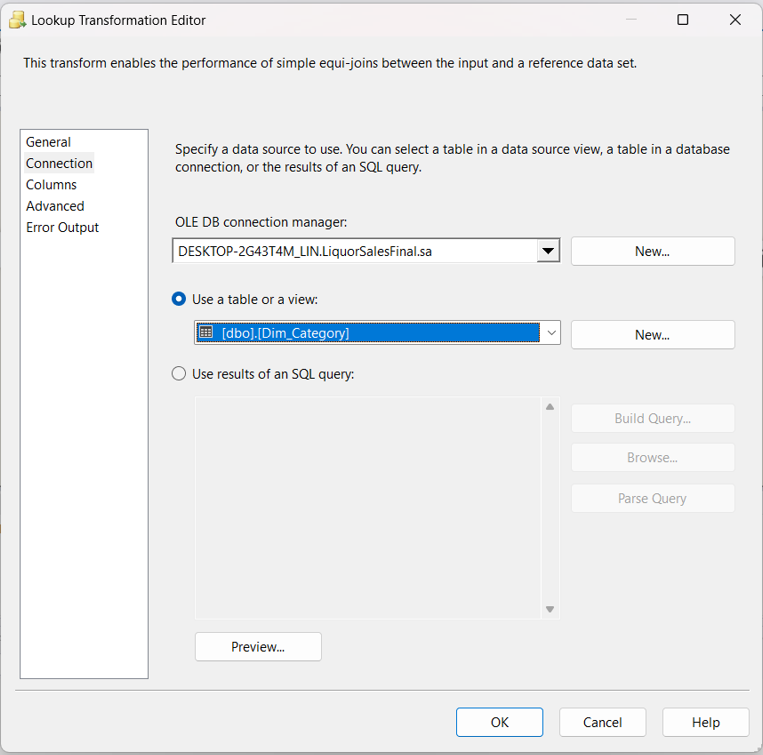 Lookup Transformation Editor
This transform enables the performance of simple equi-joins between the input and a reference data set.
General
Connection
Columns
Advanced
Error Output
Specify a data source to use. You can select a table in a data source view, a table in a database
connection, or the results of an SQL query.
OLE DB connection manager:
DESKTOP-2G43T4M_LIN.LiquorSalesFinal.sa
New...
Use a table or a view:
[dbo].[Dim_Category]
New...
Use results of an SQL query:
Build Query...
Browse...
Parse Query
Preview...
OK
Cancel
Help